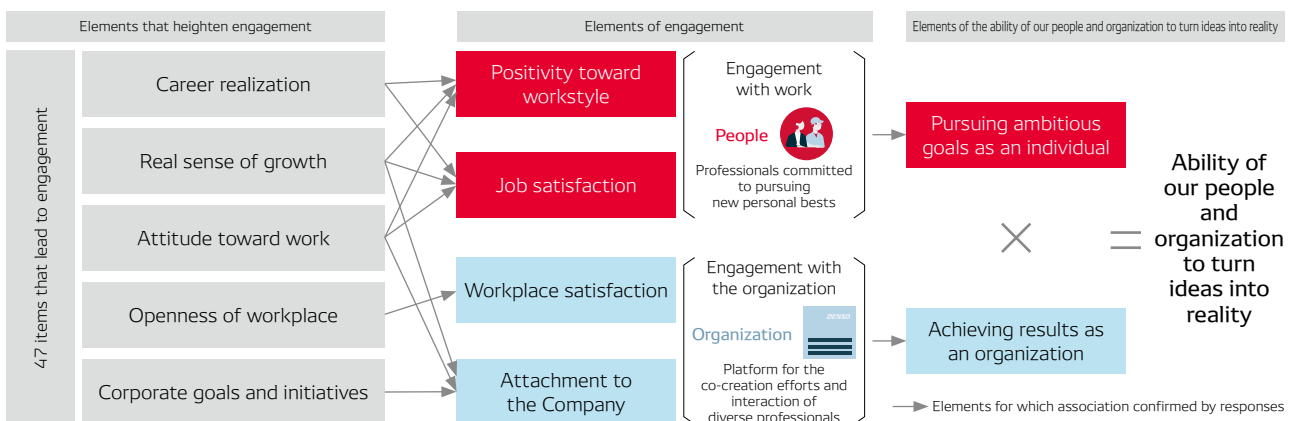 Elements that heighten engagement
Elements of engagement
Elements of the ability of our people and organization to turn ideas into reality
47 items that lead to engagement
Career realization
Real sense of growth
Attitude toward work
Openness of workplace
Corporate goals and initiatives
Positivity toward
workstyle
Job satisfaction
Workplace satisfaction
Attachment to
the Company
Engagement
with work
People
Professionals committed
to pursuing
new personal bests
Engagement with
the organization
DENSO
Organization
Platform for the
co-creation efforts and
interaction of
diverse professionals
Pursuing ambitious
goals as an individual
×
Achieving results as
an organization
=
Ability of
our people
and
organization
to turn
ideas into
reality
Elements for which association confirmed by responses